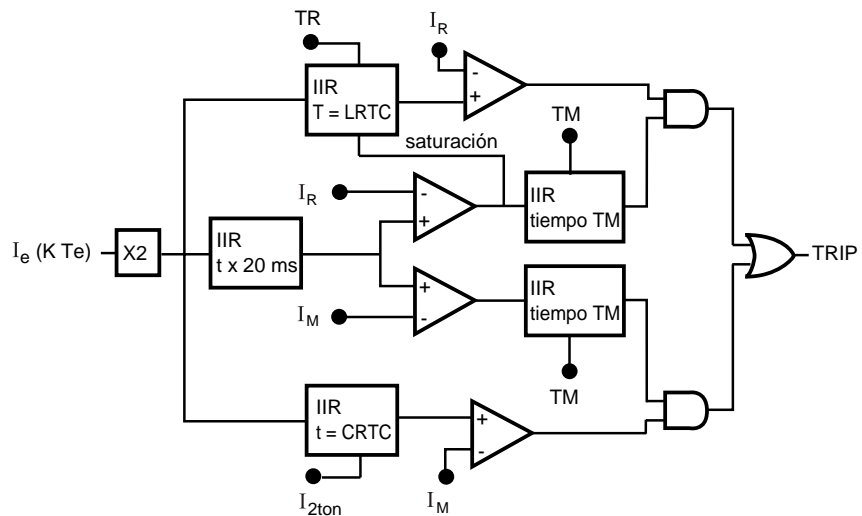 TR
I_R
IIR
T = LRTC
-
+
saturación
TM
I_R
-
+
IIR
tiempo TM
I_e (K Te)
X2
IIR
t x 20 ms
TRIP
+
-
I_M
IIR
tiempo TM
TM
IIR
t = CRTC
+
-
I_2ton
I_M